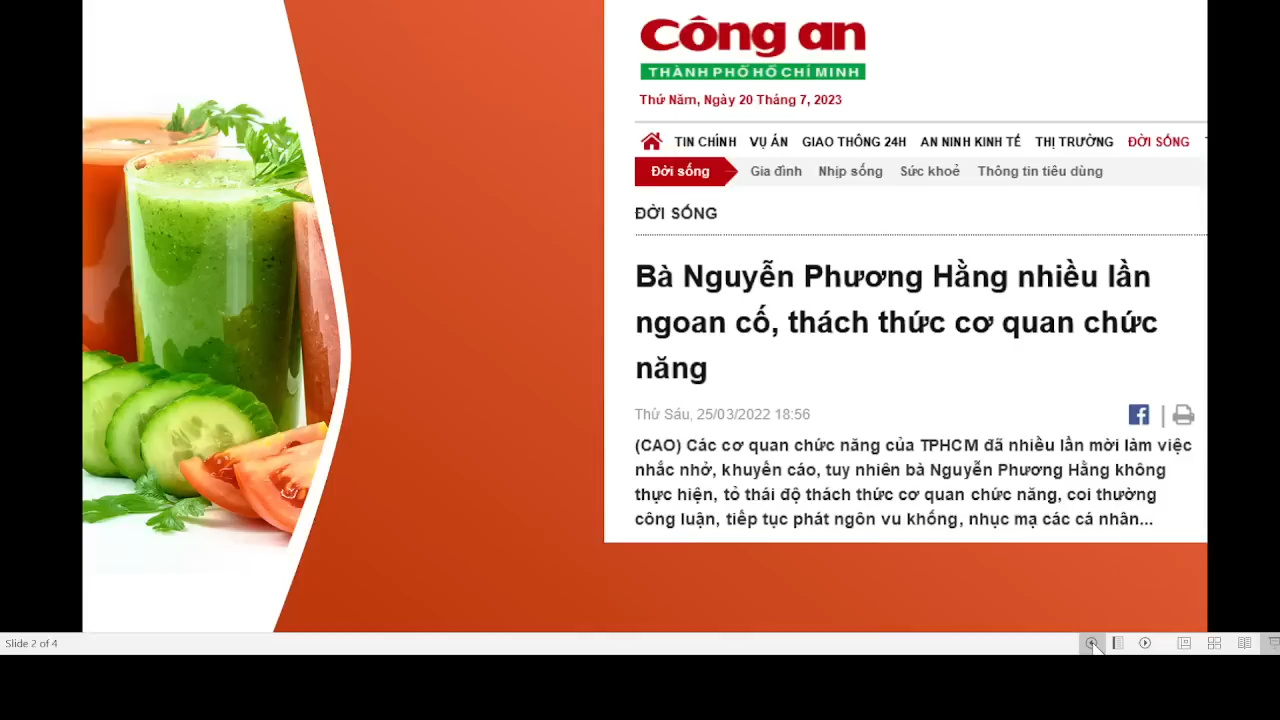 Công an
THÀNH PHỐ HỒ CHÍ MINH
Thứ Năm, Ngày 20 Tháng 7, 2023
TIN CHÍNH VỤ ÁN GIAO THÔNG 24H AN NINH KINH TẾ THỊ TRƯỜNG ĐỜI SỐNG
Đời sống Gia đình Nhịp sống Sức khoẻ Thông tin tiêu dùng
ĐỜI SỐNG
Bà Nguyễn Phương Hằng nhiều lần
ngoan cố, thách thức cơ quan chức
năng
Thứ Sáu, 25/03/2022 18:56
(CAO) Các cơ quan chức năng của TPHCM đã nhiều lần mời làm việc
nhắc nhở, khuyến cáo, tuy nhiên bà Nguyễn Phương Hằng không
thực hiện, tỏ thái độ thách thức cơ quan chức năng, coi thường
công luận, tiếp tục phát ngôn vu khống, nhục mạ các cá nhân...
Slide 2 of 4